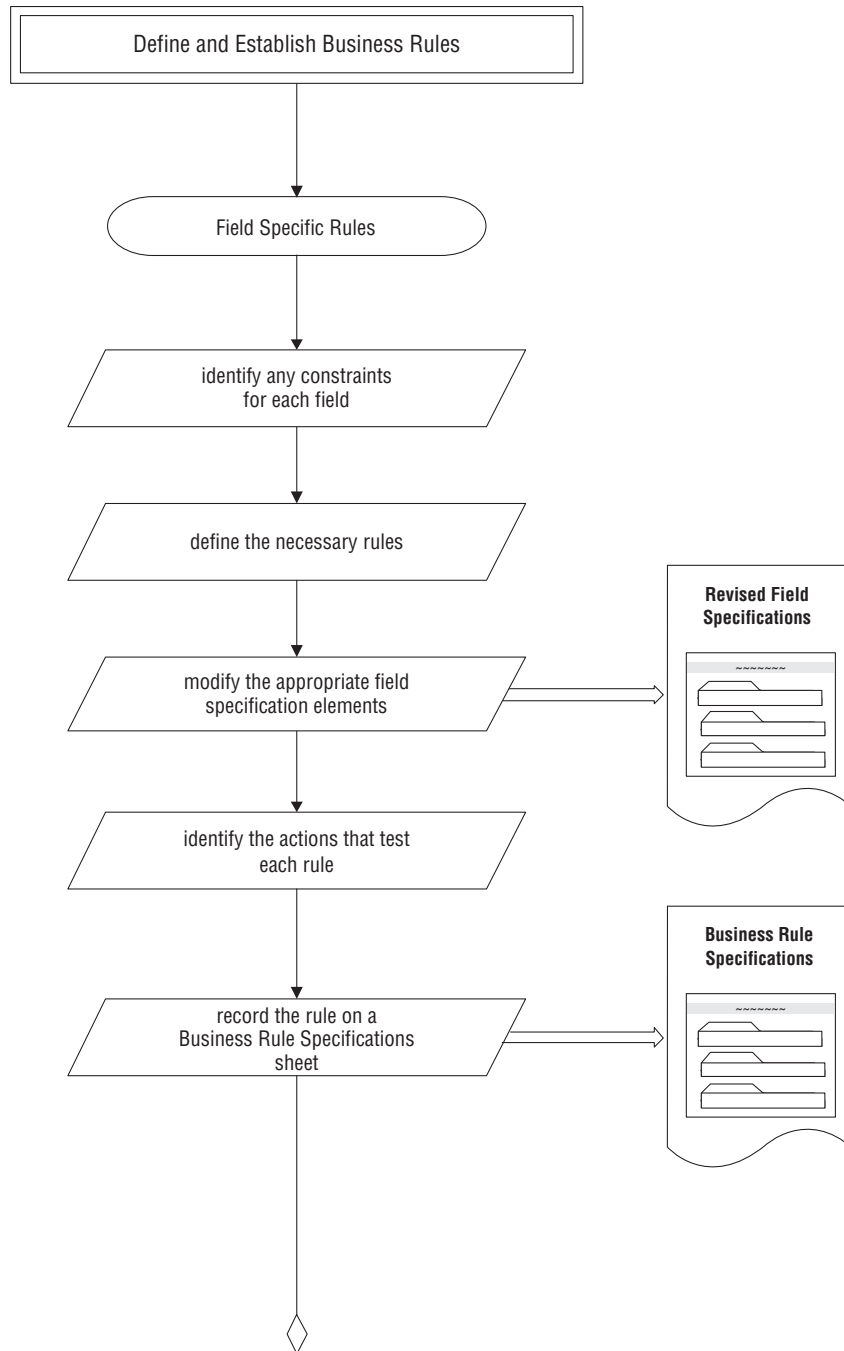 Define and Establish Business Rules
Field Specific Rules
identify any constraints
for each field
define the necessary rules
modify the appropriate field
specification elements
Revised Field
Specifications
~~~~~~~
identify the actions that test
each rule
record the rule on a
Business Rule Specifications
sheet
Business Rule
Specifications
~~~~~~~